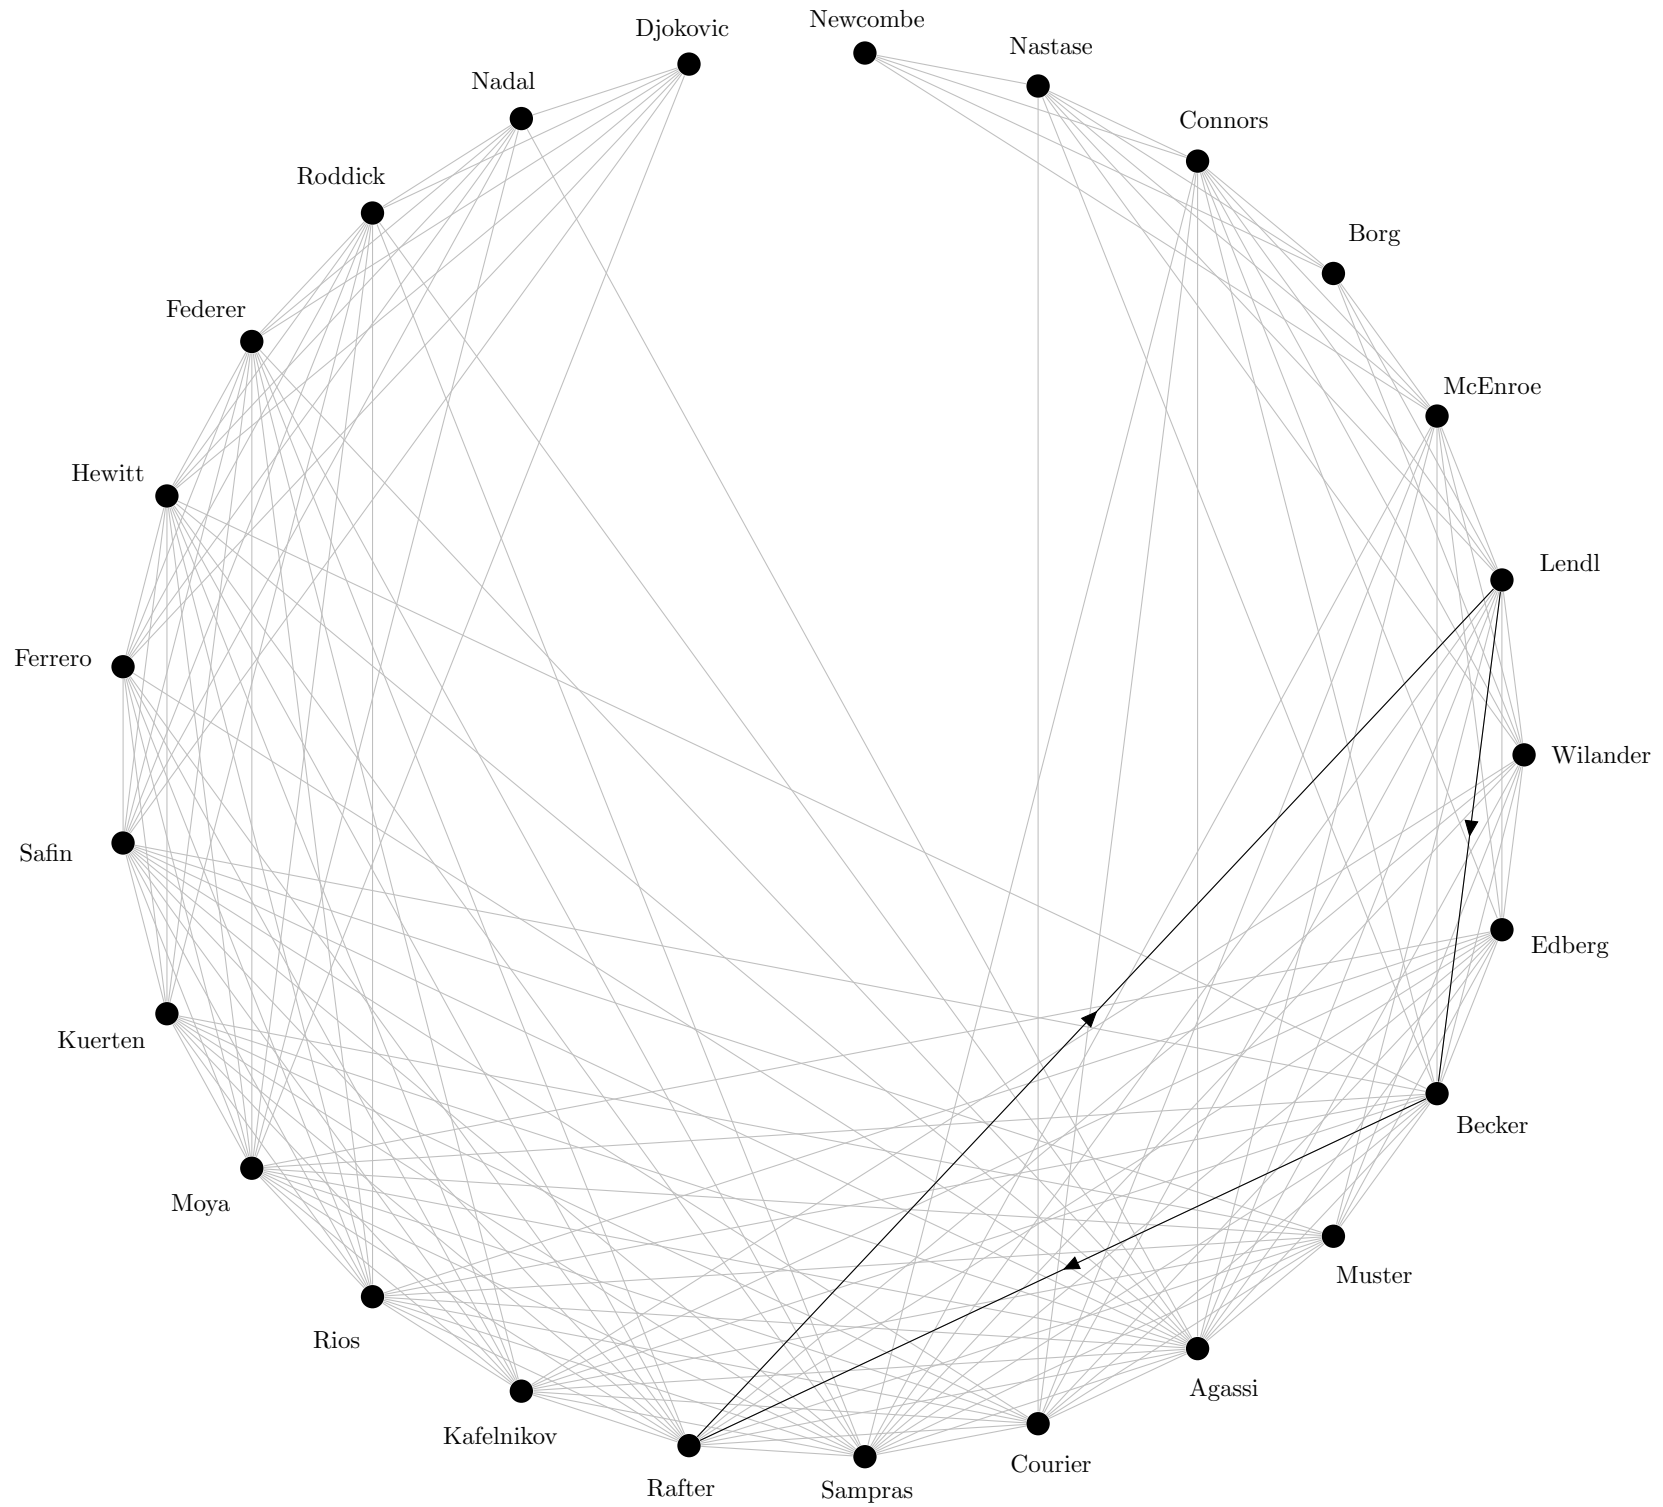 Newcombe
Djokovic
Nastase
Nadal
Connors
Roddick
Borg
Federer
McEnroe
Hewitt
Lendl
Ferrero
Wilander
Safin
Edberg
Kuerten
Becker
Moya
Muster
Rios
Agassi
Kafelnikov
Courier
Rafter
Sampras